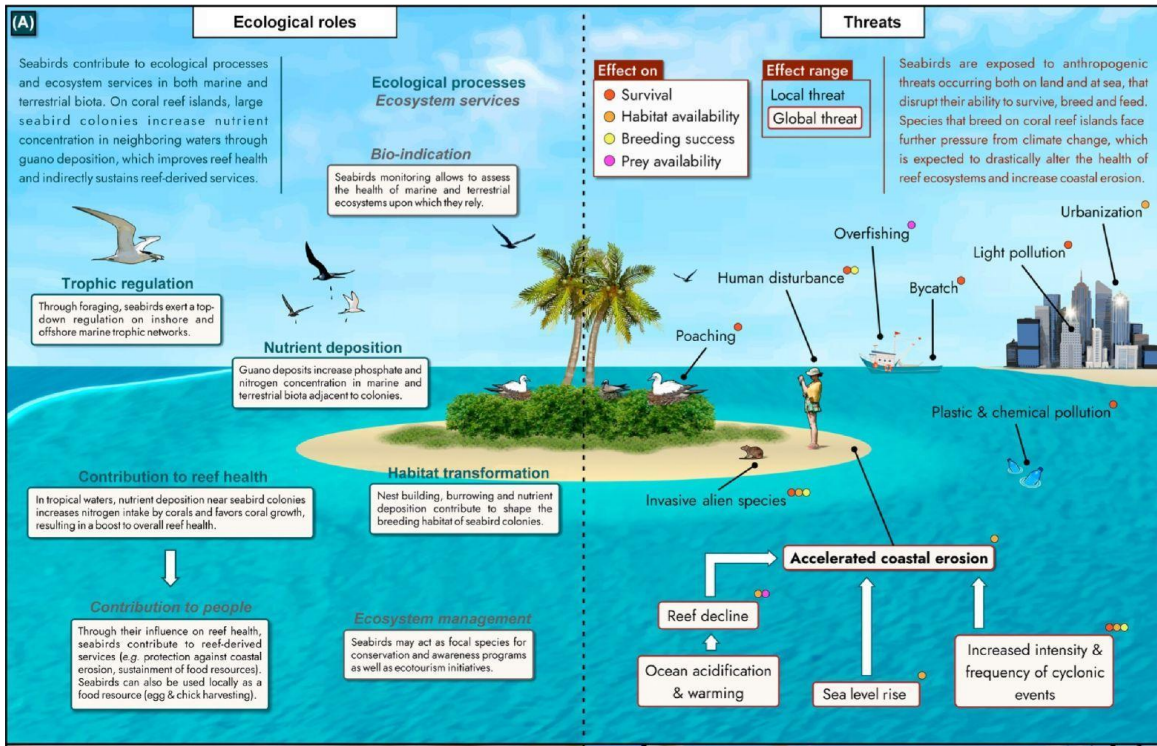 (A)
Ecological roles
Seabirds contribute to ecological processes
and ecosystem services in both marine and
terrestrial biota. On coral reef islands, large
seabird colonies increase nutrient
concentration in neighboring waters through
guano deposition, which improves reef health
and indirectly sustains reef-derived services.
Ecological processes
Ecosystem services
Bio-indication
Seabirds monitoring allows to assess
the health of marine and terrestrial
ecosystems upon which they rely.
Trophic regulation
Through foraging, seabirds exert a top-
down regulation on inshore and
offshore marine trophic networks.
Nutrient deposition
Guano deposits increase phosphate and
nitrogen concentration in marine and
terrestrial biota adjacent to colonies.
Contribution to reef health
In tropical waters, nutrient deposition near seabird colonies
increases nitrogen intake by corals and favors coral growth,
resulting in a boost to overall reef health.
Habitat transformation
Nest building, burrowing and nutrient
deposition contribute to shape the
breeding habitat of seabird colonies.
Contribution to people
Through their influence on reef health,
seabirds contribute to reef-derived
services (e.g. protection against coastal
erosion, sustainment of food resources).
Seabirds can also be used locally as a
food resource (egg & chick harvesting).
Ecosystem management
Seabirds may act as focal species for
conservation and awareness programs
as well as ecotourism initiatives.
Threats
Effect on
Survival
Habitat availability
Breeding success
Prey availability
Effect range
Local threat
Global threat
Seabirds are exposed to anthropogenic
threats occurring both on land and at sea, that
disrupt their ability to survive, breed and feed.
Species that breed on coral reef islands face
further pressure from climate change, which
is expected to drastically alter the health of
reef ecosystems and increase coastal erosion.
Urbanization
Overfishing
Light pollution
Human disturbance
Bycatch
Poaching
Plastic & chemical pollution
Invasive alien species
Accelerated coastal erosion
Reef decline
Ocean acidification
& warming
Sea level rise
Increased intensity &
frequency of cyclonic
events